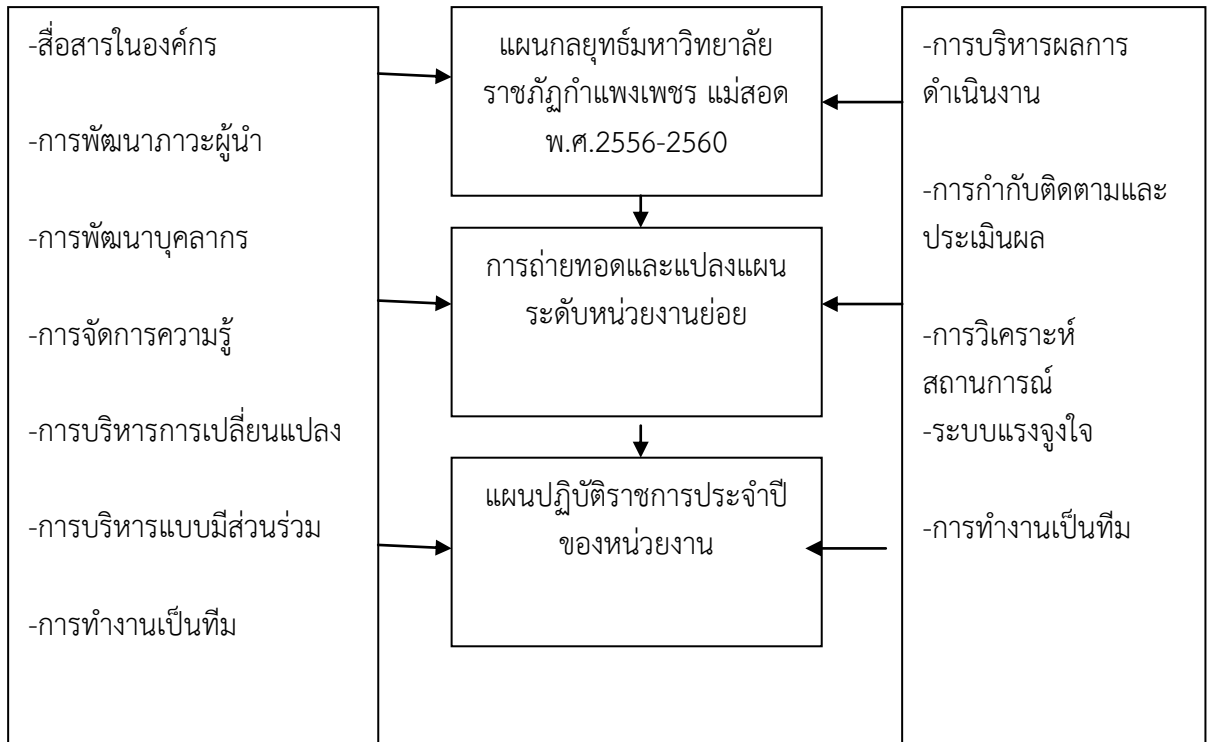 -สื่อสารในองค์กร
-การพัฒนาภาวะผู้นำ
-การพัฒนาบุคลากร
-การจัดการความรู้
-การบริหารการเปลี่ยนแปลง
-การบริหารแบบมีส่วนร่วม
-การทำงานเป็นทีม
แผนกลยุทธ์มหาวิทยาลัย
ราชภัฏกำแพงเพชร แม่สอด
พ.ศ.2556-2560
การถ่ายทอดและแปลงแผน
ระดับหน่วยงานย่อย
แผนปฏิบัติราชการประจำปี
ของหน่วยงาน
-การบริหารผลการ
ดำเนินงาน
-การกำกับติดตามและ
ประเมินผล
-การวิเคราะห์
สถานการณ์
-ระบบแรงจูงใจ
-การทำงานเป็นทีม